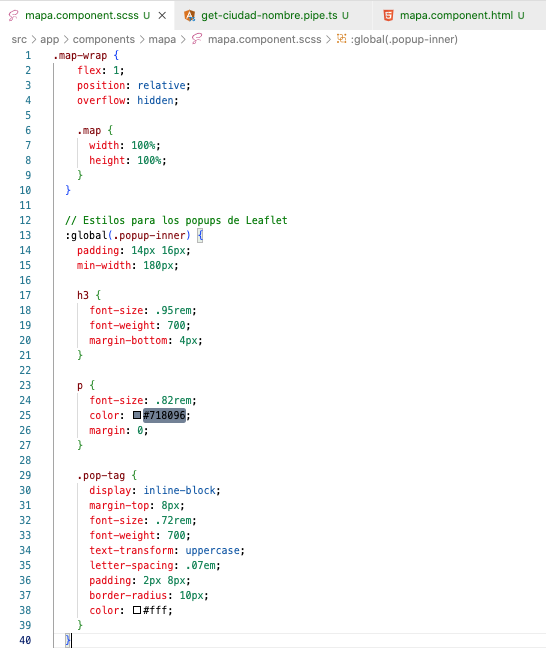 mapa.component.scss U
get-ciudad-nombre.pipe.ts U
mapa.component.html U
src > app > components > mapa > mapa.component.scss > :global(.popup-inner)
1 .map-wrap {
2 flex: 1;
3 position: relative;
4 overflow: hidden;
5
6 .map {
7 width: 100%;
8 height: 100%;
9 }
10 }
11
12 // Estilos para los popups de Leaflet
13 :global(.popup-inner) {
14 padding: 14px 16px;
15 min-width: 180px;
16
17 h3 {
18 font-size: .95rem;
19 font-weight: 700;
20 margin-bottom: 4px;
21 }
22
23 p {
24 font-size: .82rem;
25 color: #718096;
26 margin: 0;
27 }
28
29 .pop-tag {
30 display: inline-block;
31 margin-top: 8px;
32 font-size: .72rem;
33 font-weight: 700;
34 text-transform: uppercase;
35 letter-spacing: .07em;
36 padding: 2px 8px;
37 border-radius: 10px;
38 color: #fff;
39 }
40 }